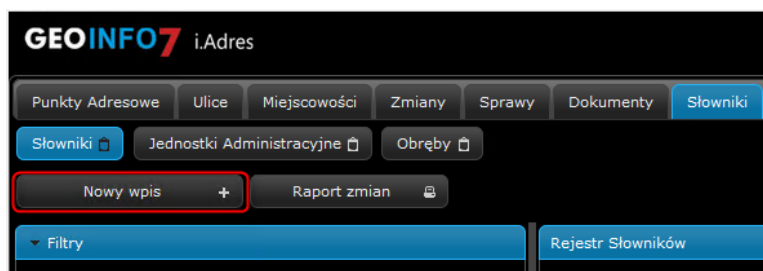 GEOINFO7 i.Adres
Punkty Adresowe Ulice Miejscowości Zmiany Sprawy Dokumenty Słowniki
Słowniki Jednostki Administracyjne Obręby
Nowy wpis + Raport zmian
Filtry Rejestr Słowników